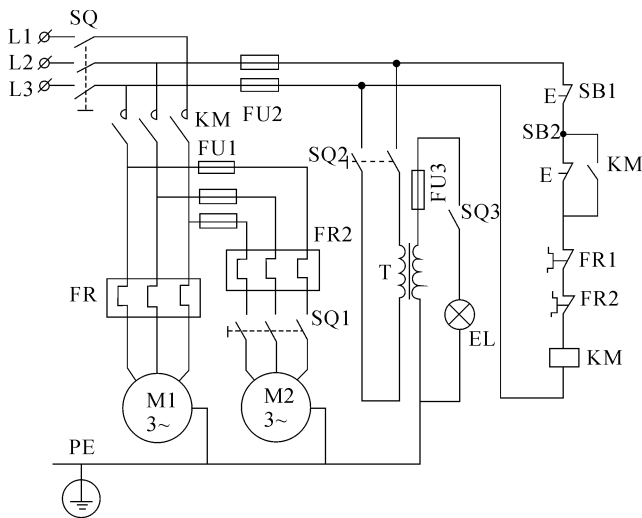 SQ
L1
L2
L3
KM
FU2
FU1
SB1
E
SB2
E
KM
SQ2
FU3
SQ3
FR2
T
FR1
FR
FR2
SQ1
EL
KM
M1
3~
M2
3~
PE